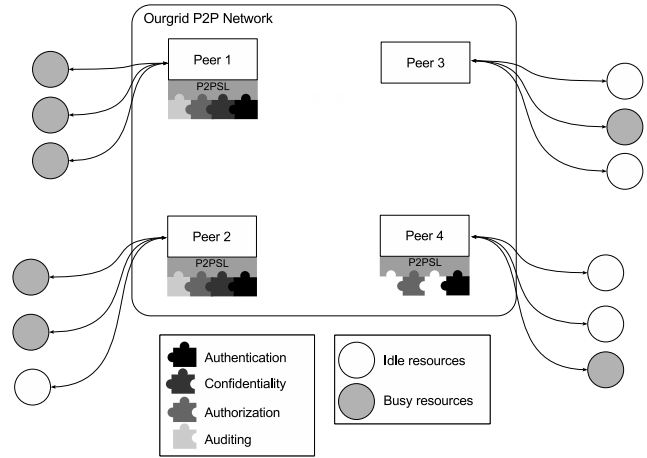 Ourgrid P2P Network
Peer 1
P2PSL
Peer 3
Peer 2
P2PSL
Peer 4
P2PSL
Authentication
Confidentiality
Authorization
Auditing
Idle resources
Busy resources